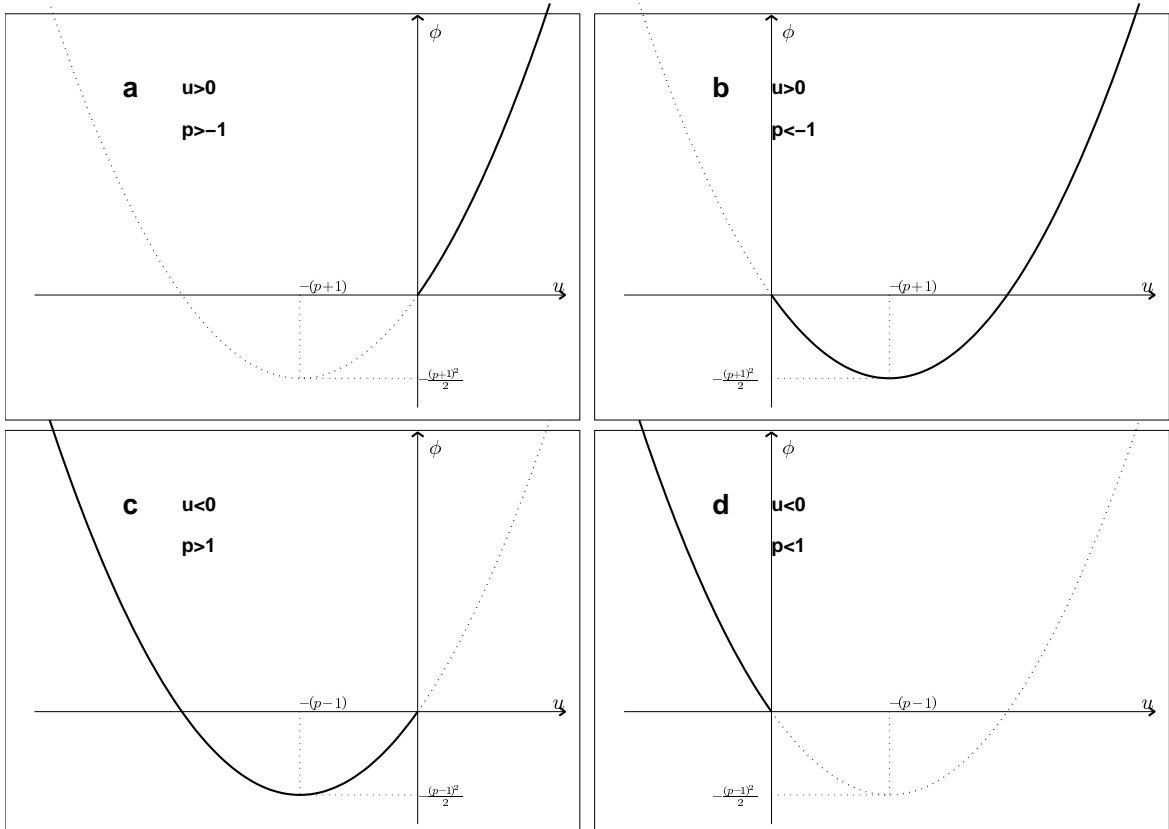 ϕ
a u>0
p>−1
−(p+1)
u
−(p+1)²/2
ϕ
b u>0
p<−1
−(p+1)
u
−(p+1)²/2
ϕ
c u<0
p>1
−(p−1)
u
−(p−1)²/2
ϕ
d u<0
p<1
−(p−1)
u
−(p−1)²/2